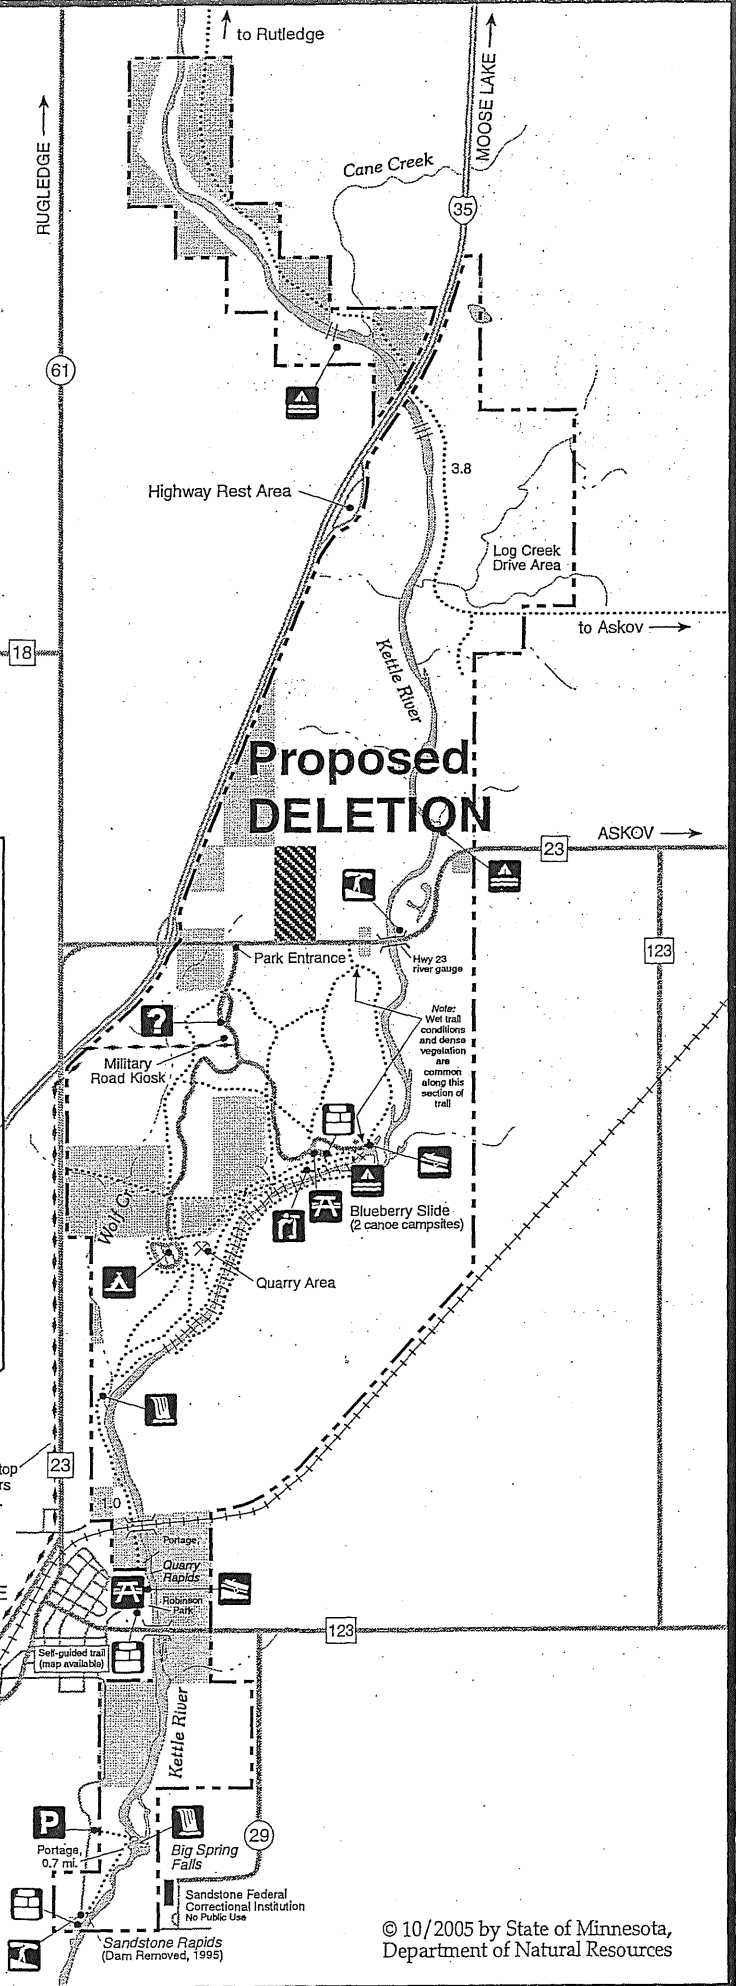 to Rutledge
MOOSE LAKE
RUGLEDGE
Cane Creek
35
61
3.8
Highway Rest Area
Log Creek
Drive Area
to Askov
18
Kettle River
Proposed
DELETION
ASKOV
23
123
Park Entrance
Hwy 23
river gauge
?
Note:
Wet trail
conditions
and dense
vegetation
are
common
along this
section of
trail
Military
Road Kiosk
Wolf Cr.
Blueberry Slide
(2 canoe campsites)
Quarry Area
top
rs
23
1.0
Portage
Quarry
Rapids
Robinson
Park
E
123
Self-guided trail
(map available)
Kettle River
P
Portage,
0.7 mi.
Big Spring
Falls
29
Sandstone Federal
Correctional Institution
No Public Use
Sandstone Rapids
(Dam Removed, 1995)
© 10/2005 by State of Minnesota,
Department of Natural Resources